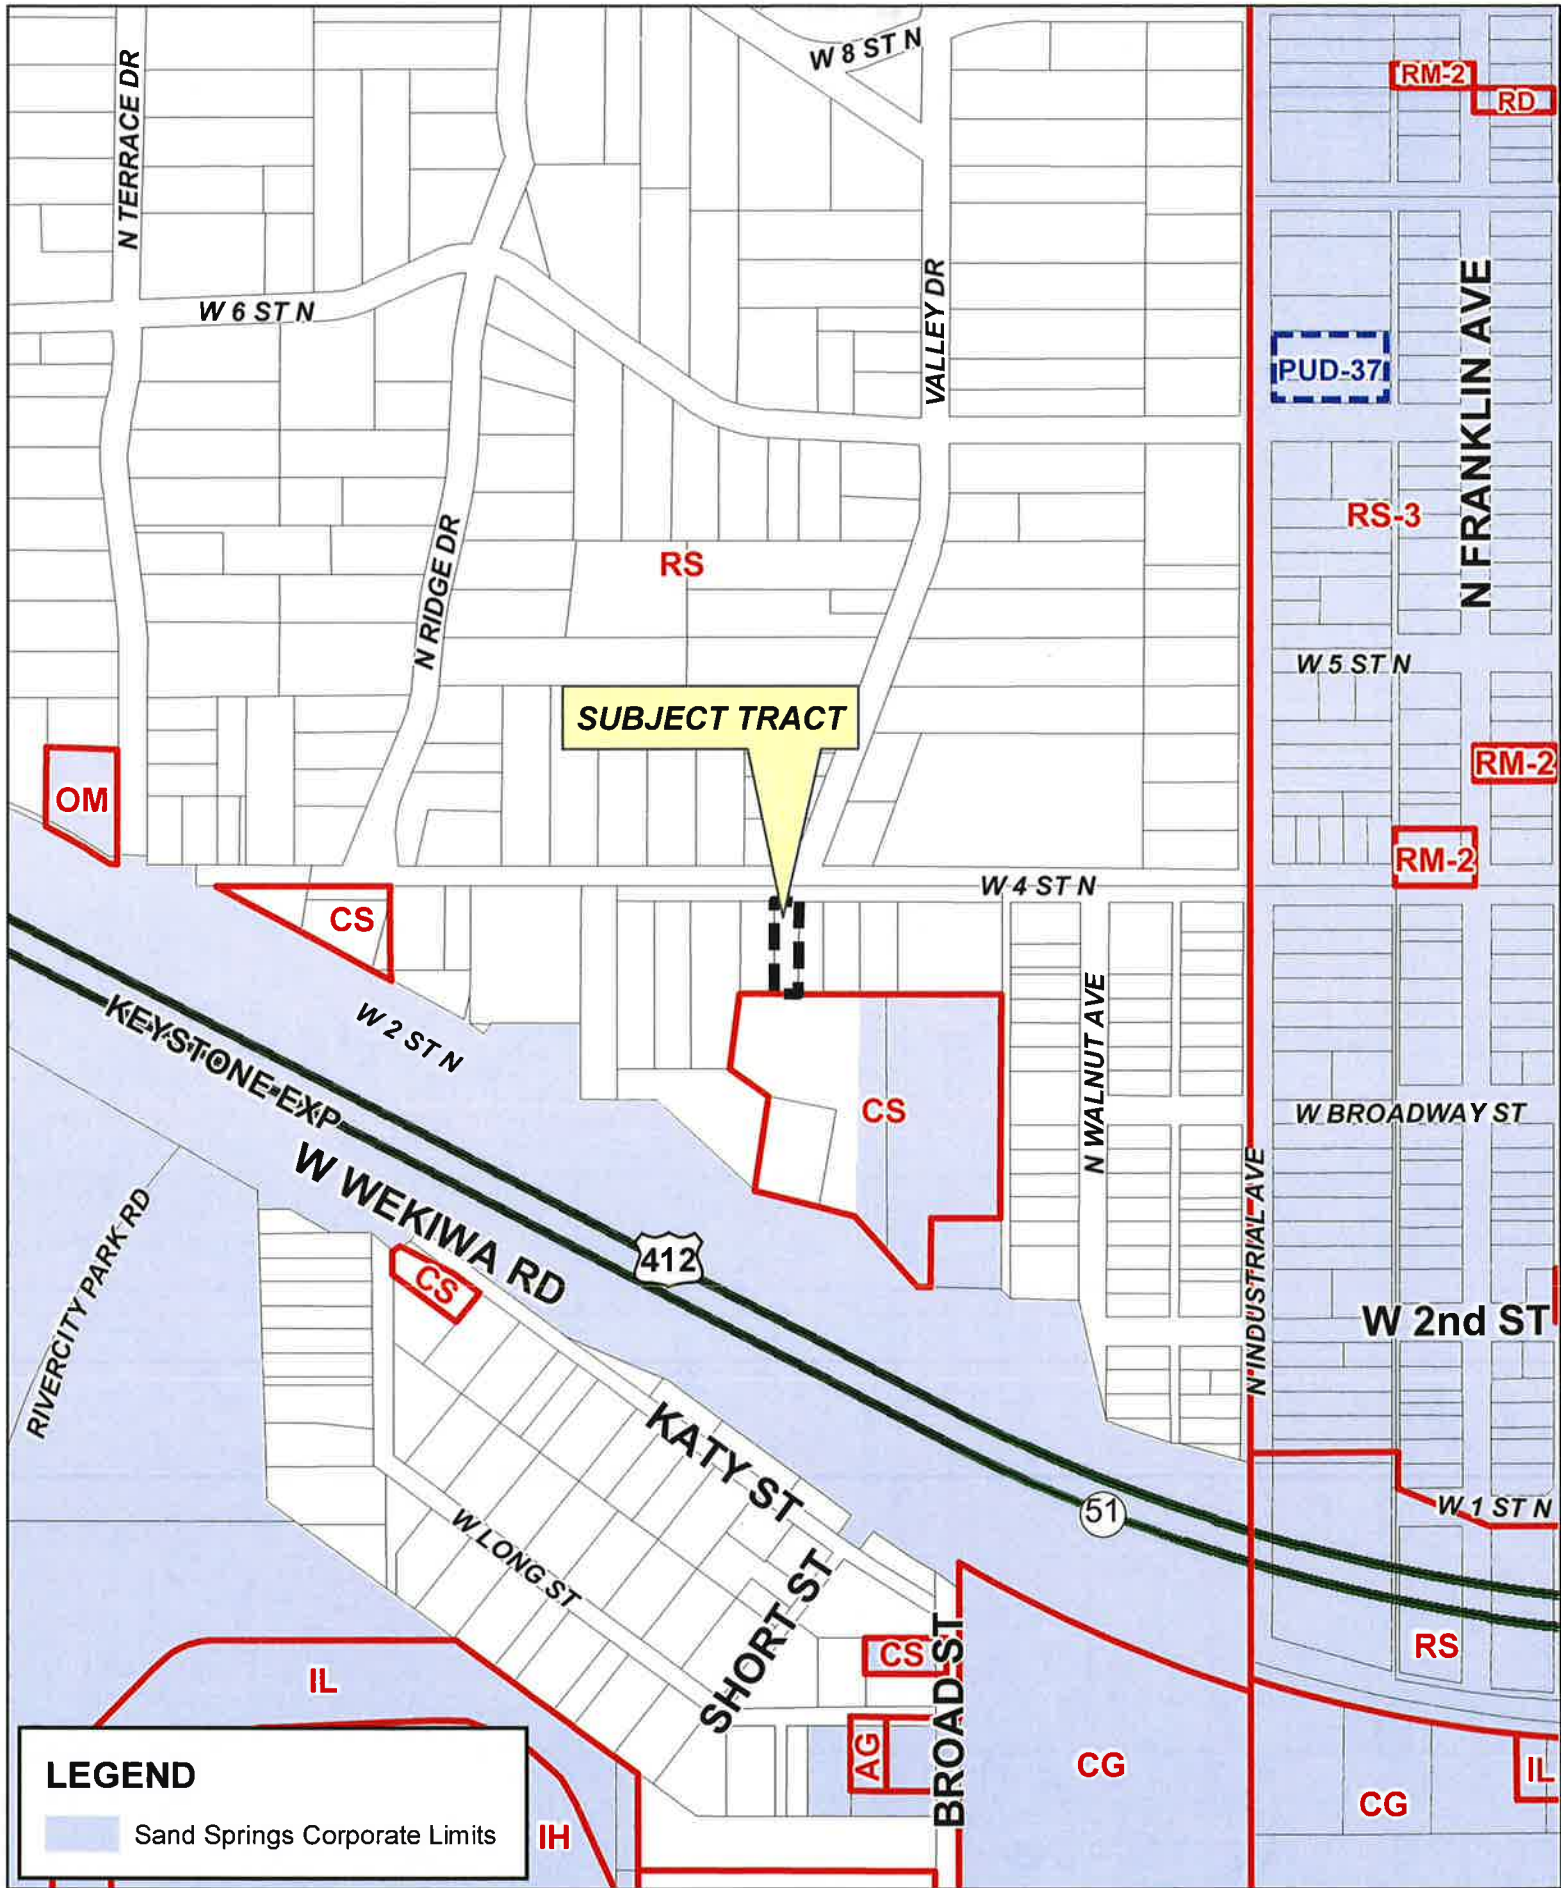 W 8 ST N
RM-2
RD
N TERRACE DR
W 6 ST N
VALLEY DR
N FRANKLIN AVE
PUD-37
RS-3
RS
N RIDGE DR
W 5 ST N
SUBJECT TRACT
RM-2
OM
RM-2
W 4 ST N
CS
W 2 ST N
N WALNUT AVE
KEYSTONE EXP
CS
W BROADWAY ST
W WEKIWA RD
RIVERCITY PARK RD
412
N INDUSTRIAL AVE
CS
W 2nd ST
KATY ST
51
W 1 ST N
W LONG ST
SHORT ST
BROAD ST
CS
RS
IL
AG
CG
IL
CG
IH
LEGEND
Sand Springs Corporate Limits